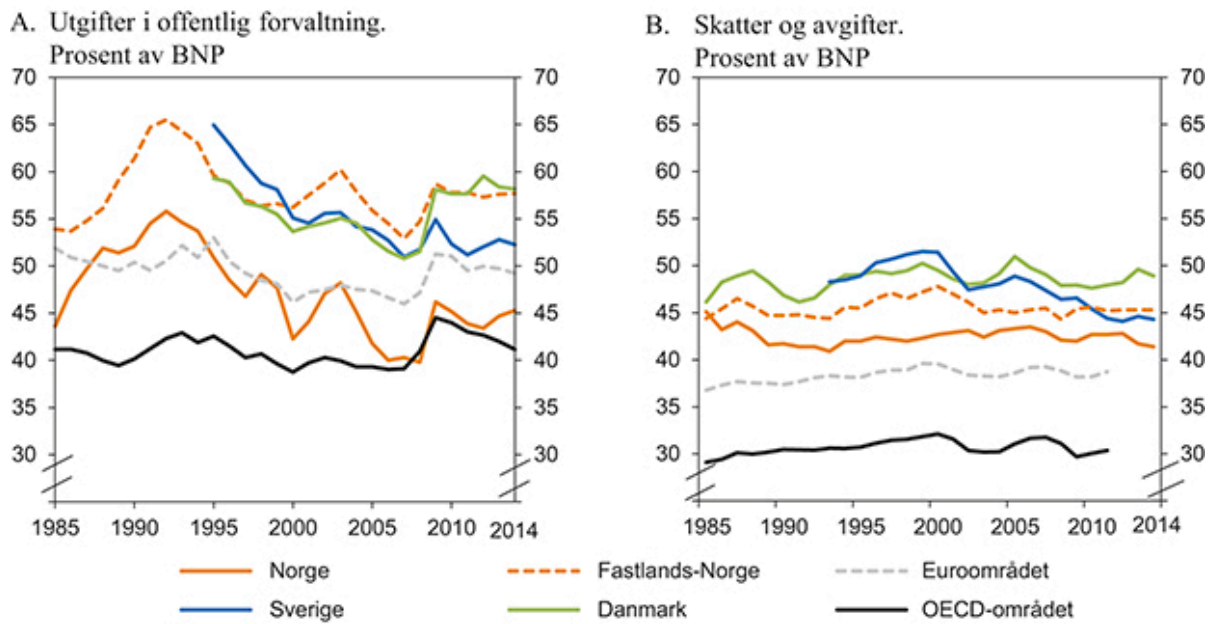 A. Utgifter i offentlig forvaltning.
Prosent av BNP
70 70
65 65
60 60
55 55
50 50
45 45
40 40
35 35
30 30
1985 1990 1995 2000 2005 2010 2014
B. Skatter og avgifter.
Prosent av BNP
70 70
65 65
60 60
55 55
50 50
45 45
40 40
35 35
30 30
1985 1990 1995 2000 2005 2010 2014
Norge Fastlands-Norge Euroområdet
Sverige Danmark OECD-området